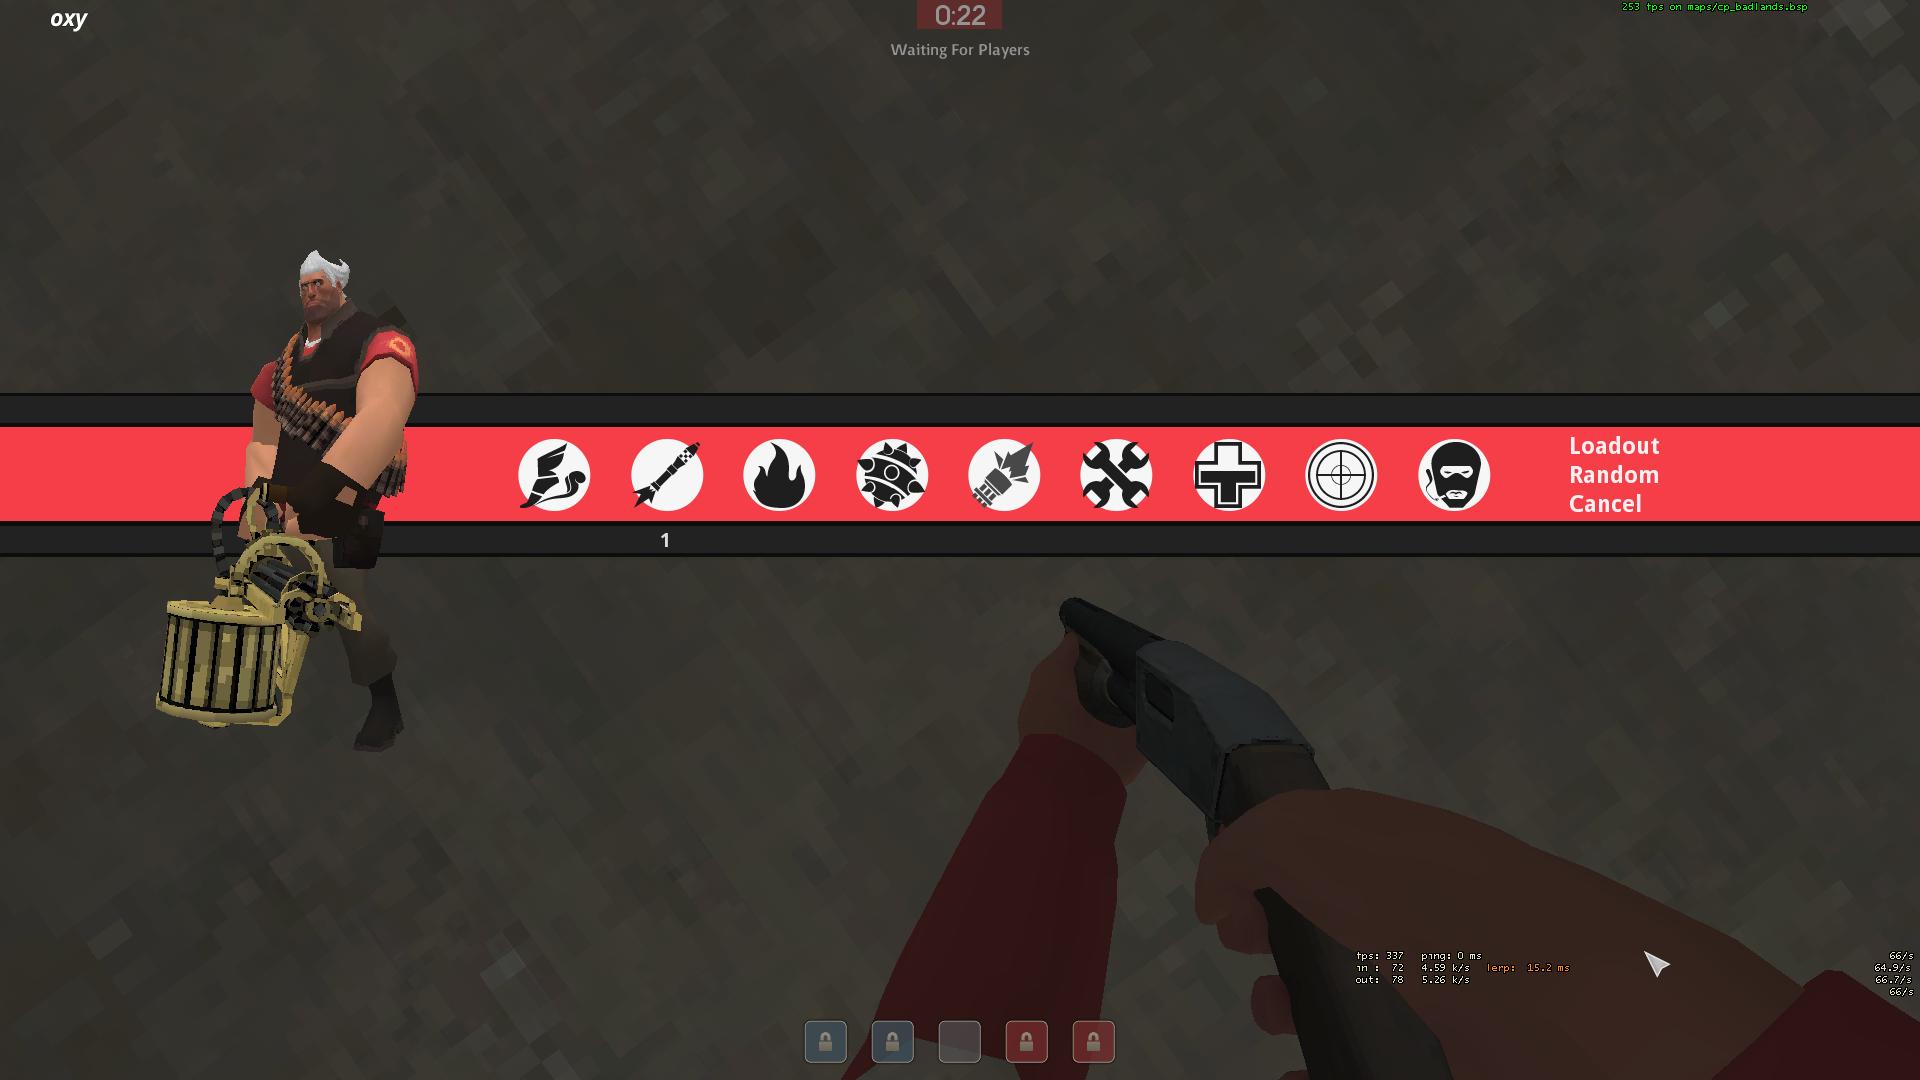 oxy
0:22
Waiting For Players
253 fps on maps/cp_badlands.bsp
Loadout
Random
Cancel
1
fps: 337 ping: 0 ms
in : 72 4.59 k/s lerp: 15.2 ms
out: 78 5.26 k/s
66/s
64.9/s
66.7/s
66/s